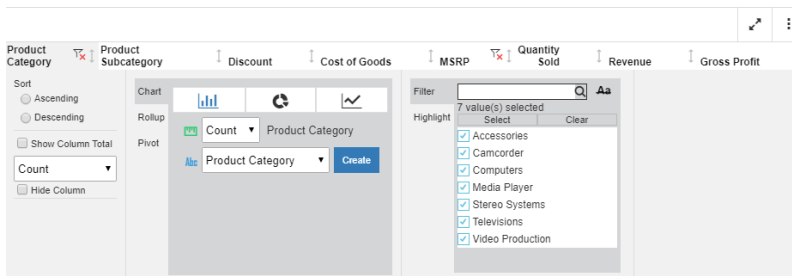 Product Category
Product Subcategory
Discount
Cost of Goods
MSRP
Quantity Sold
Revenue
Gross Profit
Sort
Ascending
Descending
Show Column Total
Count
Hide Column
Chart
Rollup
Pivot
Count
Product Category
Abc
Product Category
Create
Filter
Highlight
Aa
7 value(s) selected
Select
Clear
Accessories
Camcorder
Computers
Media Player
Stereo Systems
Televisions
Video Production